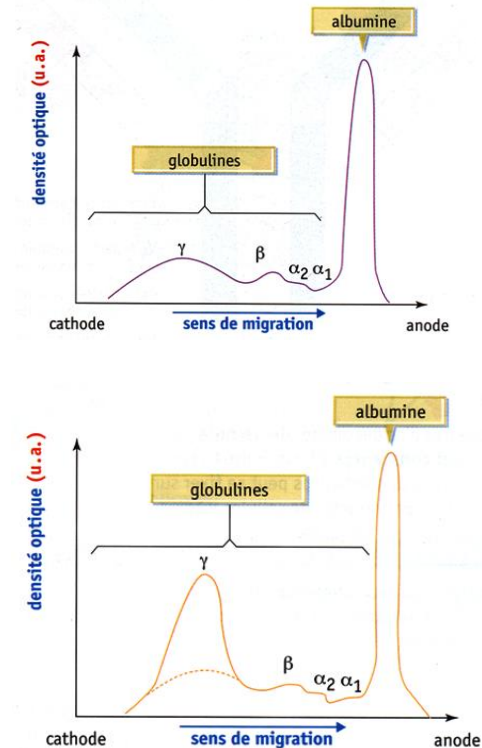 albumine
densité optique (u.a.)
globulines
γ
β
α2 α1
cathode
sens de migration
anode
albumine
densité optique (u.a.)
globulines
γ
β
α2 α1
cathode
sens de migration
anode